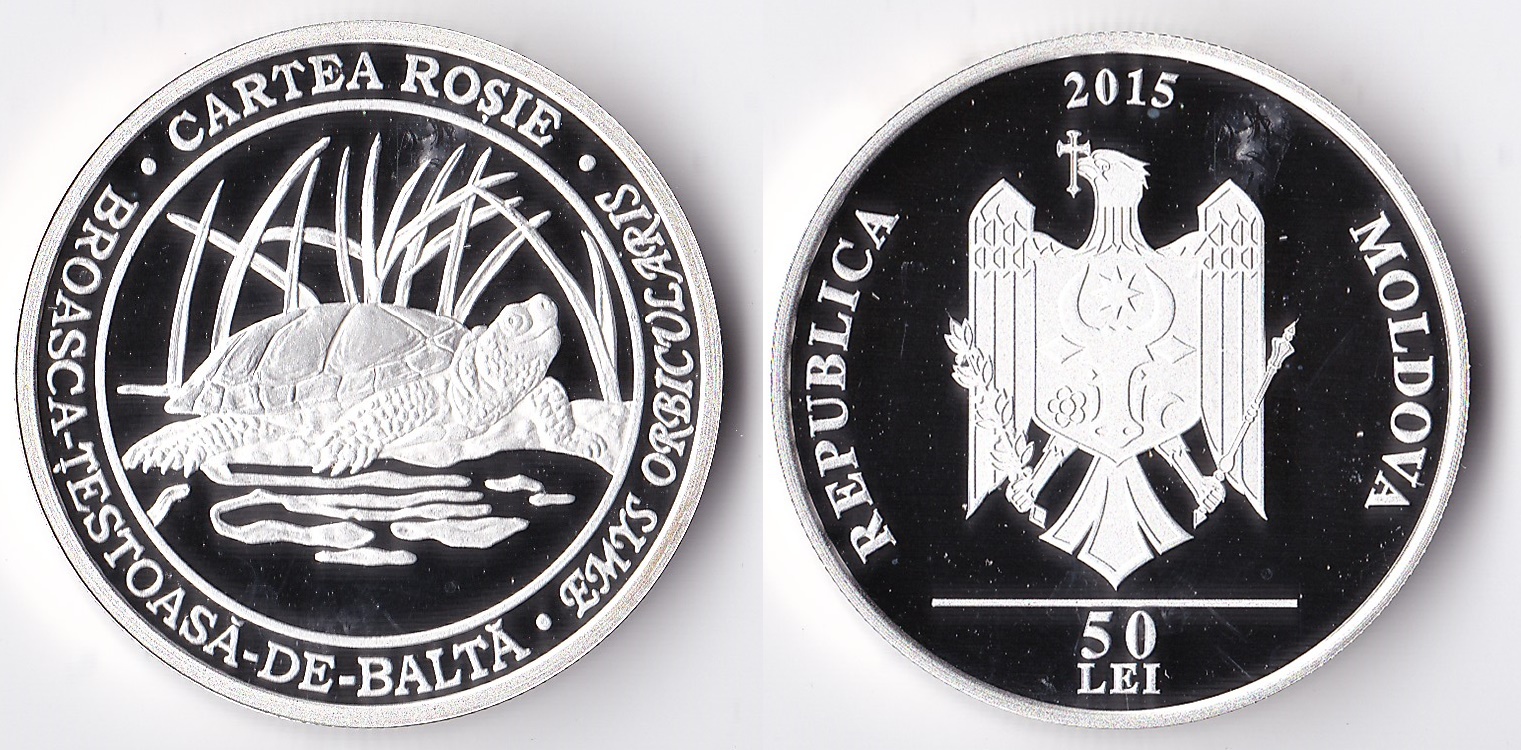 CARTEA ROȘIE
BROASCA-ȚESTOASĂ-DE-BALTĂ
EMYS ORBICULARIS
2015
REPUBLICA
MOLDOVA
50
LEI